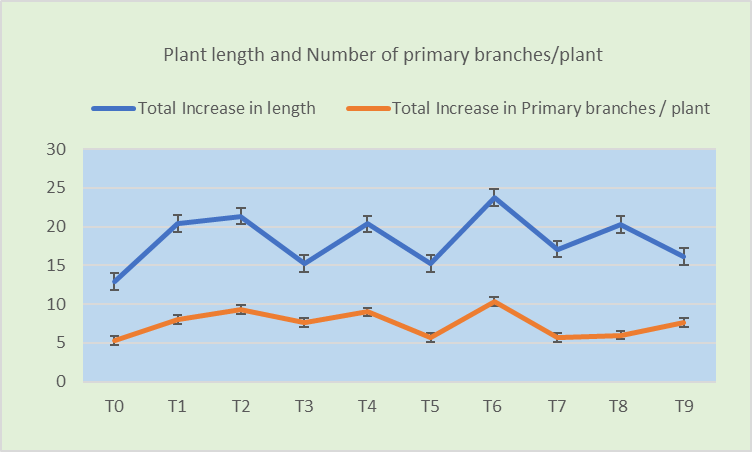 Plant length and Number of primary branches/plant
Total Increase in length Total Increase in Primary branches / plant
30
25
20
15
10
5
0
T0 T1 T2 T3 T4 T5 T6 T7 T8 T9